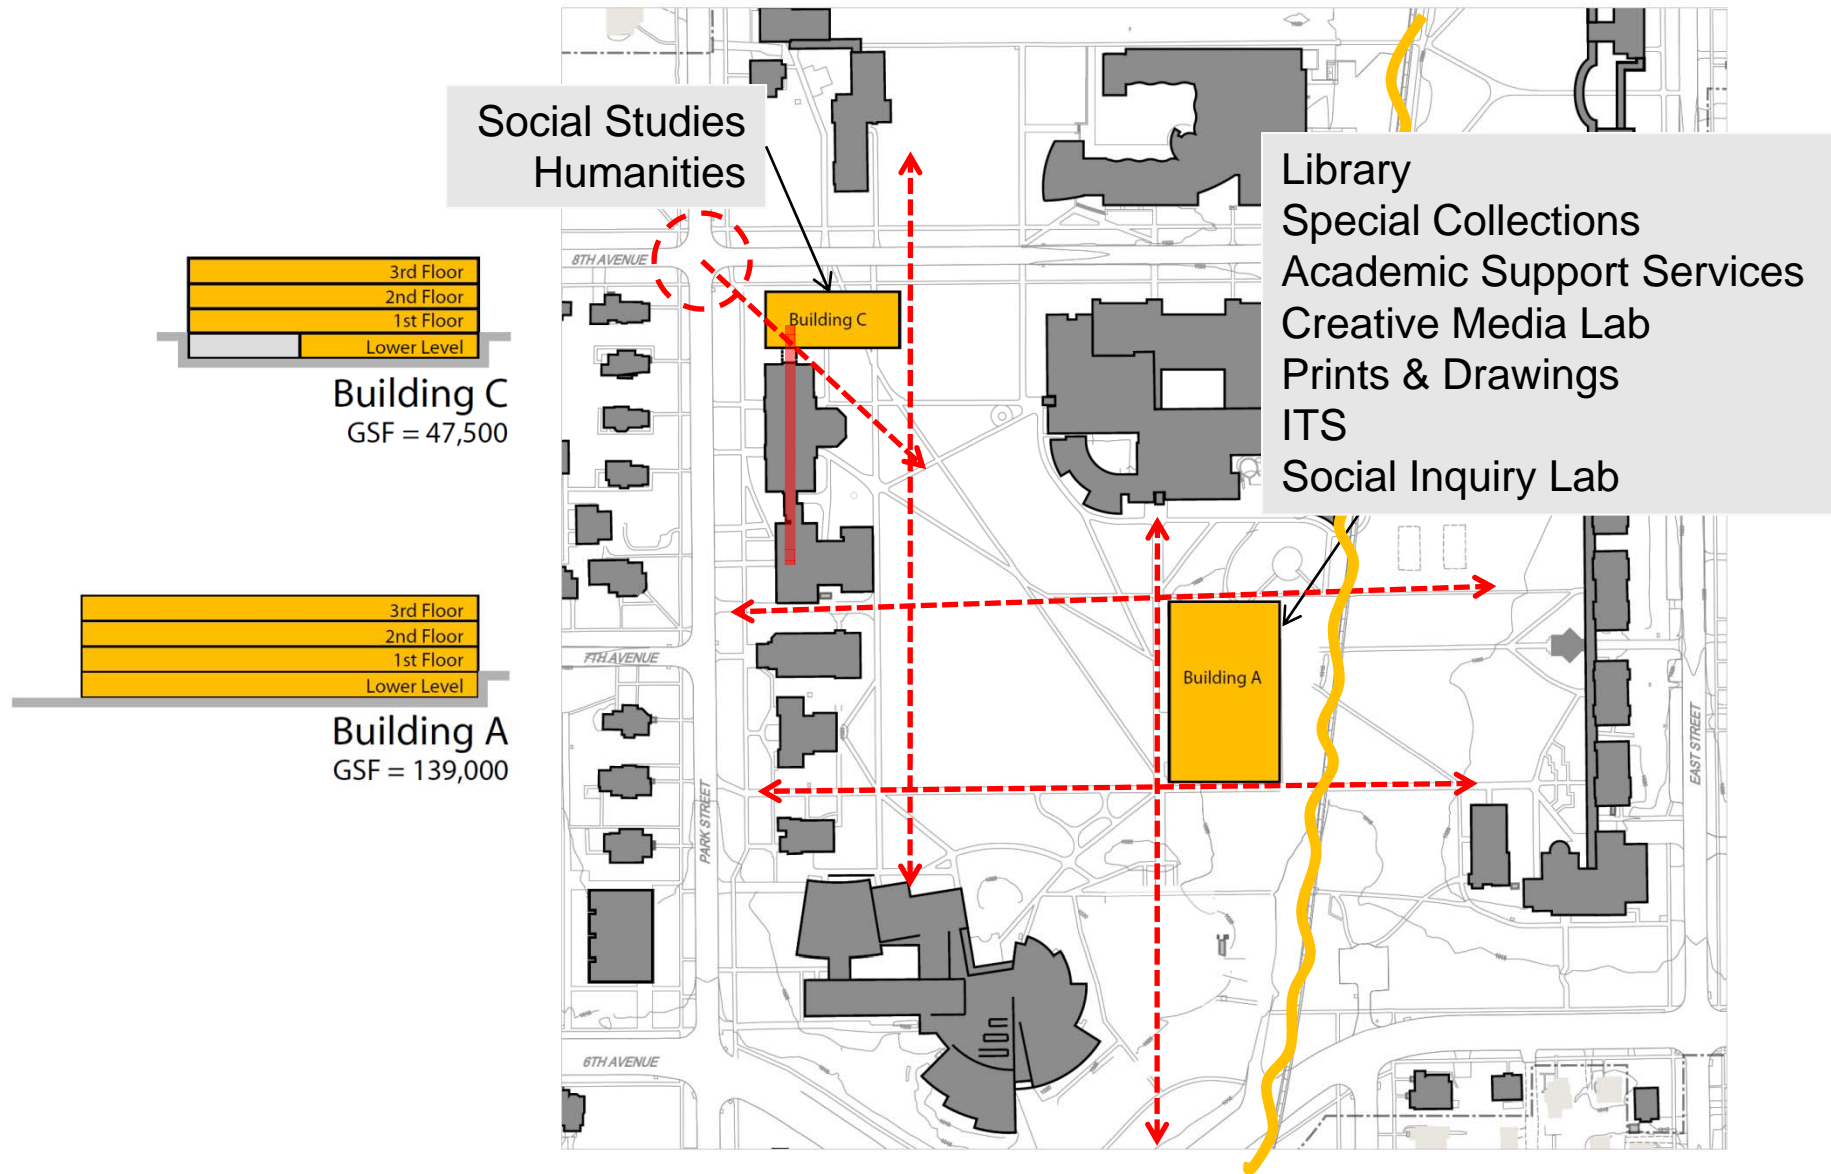 Social Studies
Humanities
Library
Special Collections
Academic Support Services
Creative Media Lab
Prints & Drawings
ITS
Social Inquiry Lab
3rd Floor
2nd Floor
1st Floor
Lower Level
Building C
GSF = 47,500
3rd Floor
2nd Floor
1st Floor
Lower Level
Building A
GSF = 139,000
8TH AVENUE
Building C
7TH AVENUE
Building A
PARK STREET
EAST STREET
6TH AVENUE